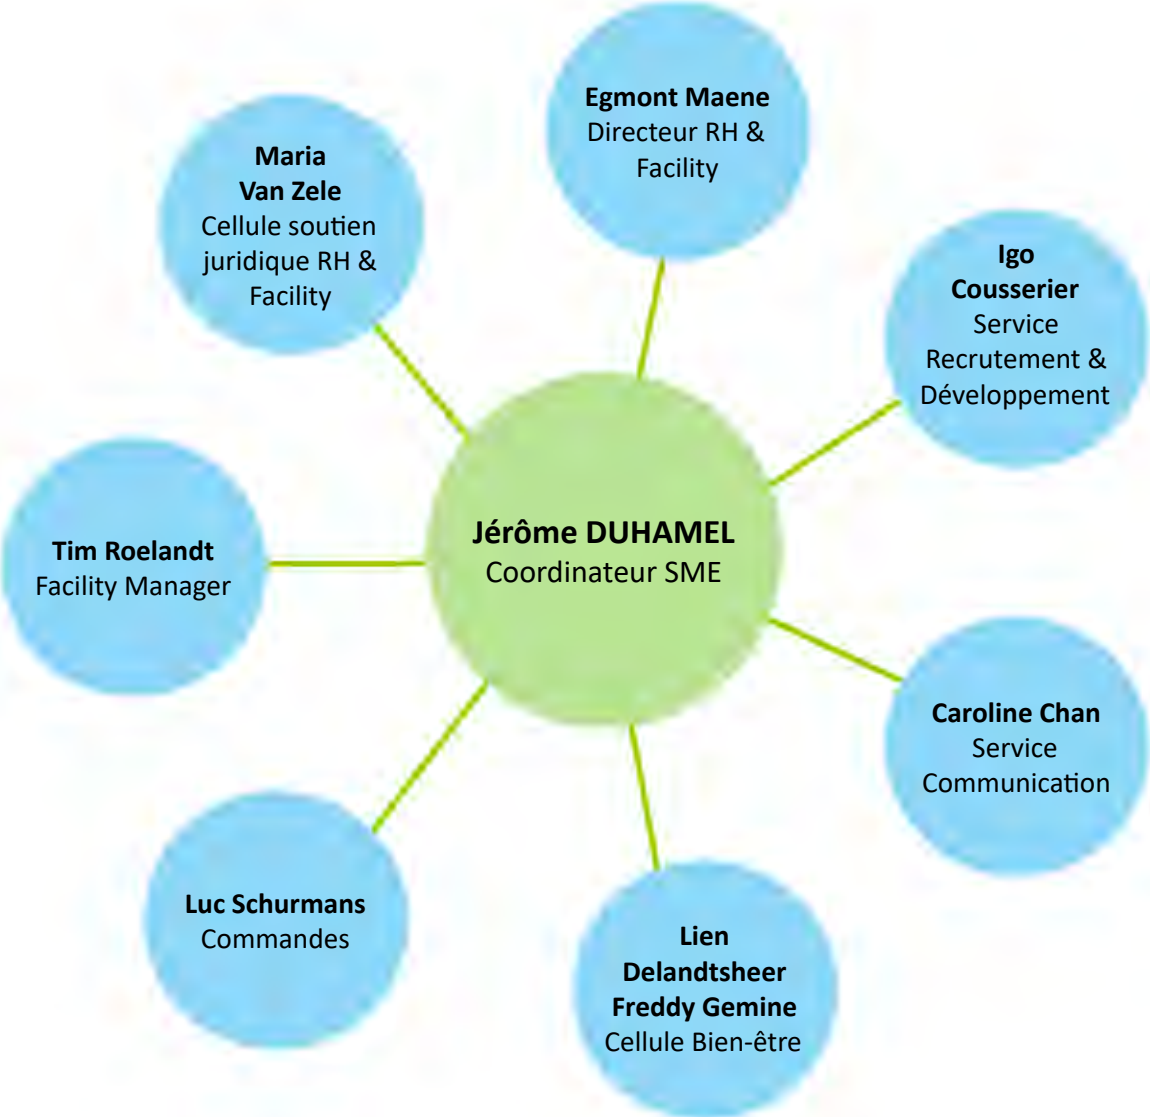 Egmont Maene
Directeur RH &
Facility
Maria
Van Zele
Cellule soutien
juridique RH &
Facility
Igo
Cousserier
Service
Recrutement &
Développement
Jérôme DUHAMEL
Coordinateur SME
Tim Roelandt
Facility Manager
Caroline Chan
Service
Communication
Luc Schurmans
Commandes
Lien
Delandtsheer
Freddy Gemine
Cellule Bien-être